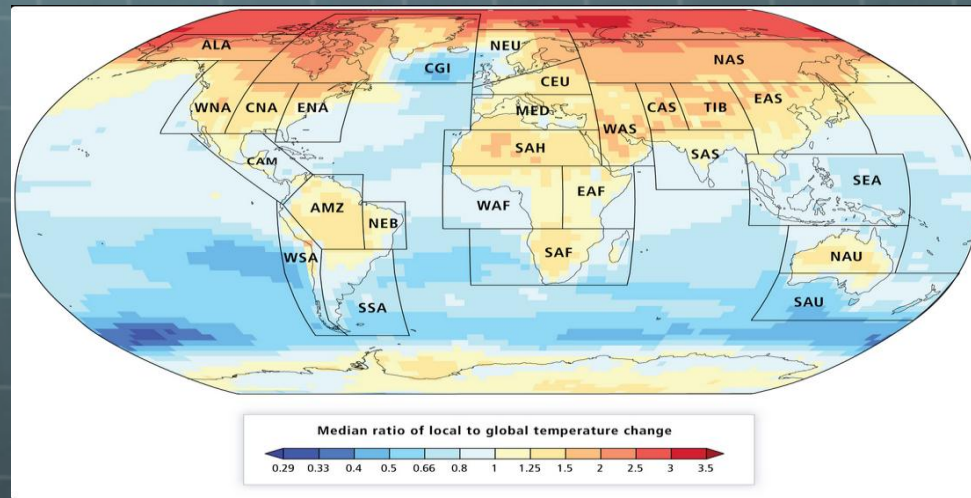 ALA
NEU
NAS
CGI
CEU
WNA
CNA
ENA
MED
WAS
CAS
TIB
EAS
SAH
SAS
CAM
SEA
AMZ
NEB
WAF
EAF
WSA
SAF
NAU
SSA
SAU
Median ratio of local to global temperature change
0.29 0.33 0.4 0.5 0.66 0.8 1 1.25 1.5 2 2.5 3 3.5